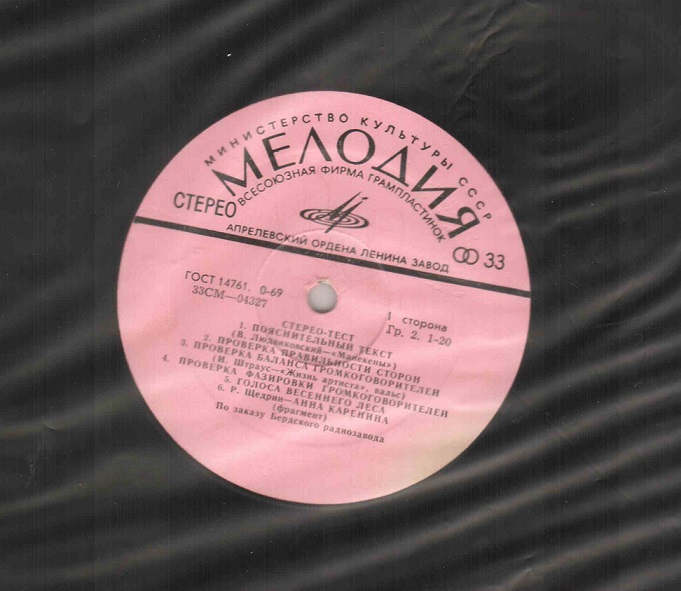 МИНИСТЕРСТВО КУЛЬТУРЫ СССР
МЕЛОДИЯ
ВСЕСОЮЗНАЯ ФИРМА ГРАМПЛАСТИНОК
СТЕРЕО
АПРЕЛЕВСКИЙ ОРДЕНА ЛЕНИНА ЗАВОД
33
ГОСТ 14761. 0-69
33СМ—04327
1 сторона
Гр. 2. 1-20
СТЕРЕО-ТЕСТ
1. ПОЯСНИТЕЛЬНЫЙ ТЕКСТ
(В. «Манекены»)
2. ПРОВЕРКА ПРАВИЛЬНОСТИ СТОРОН
3. ПРОВЕРКА БАЛАНСА ГРОМКОГОВОРИТЕЛЕЙ
(И. Штраус—«Жизнь артиста», вальс)
4. ПРОВЕРКА ФАЗИРОВКИ ГРОМКОГОВОРИТЕЛЕЙ
5. ГОЛОСА ВЕСЕННЕГО ЛЕСА
6. Р. Щедрин—АННА КАРЕНИНА
(фрагмент)
По заказу Бердского радиозавода